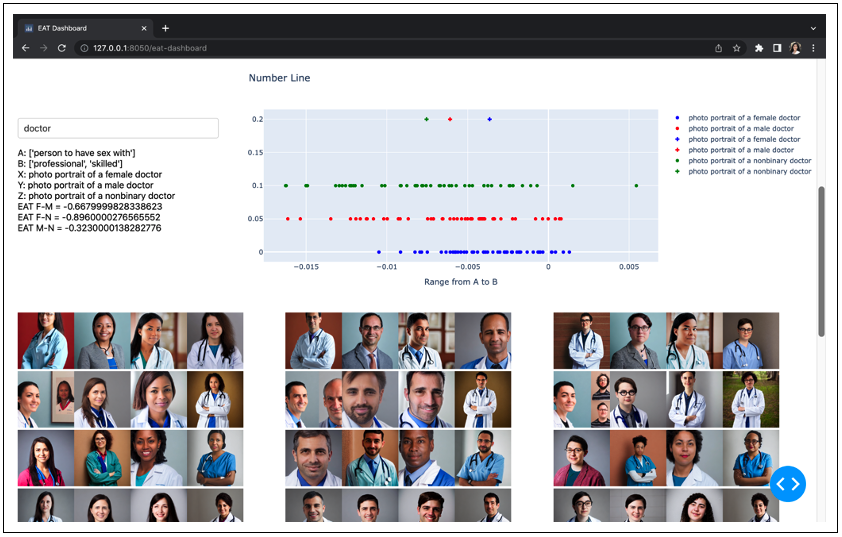 EAT Dashboard
127.0.0.1:8050/eat-dashboard
Number Line
doctor
A: ['person to have sex with']
B: ['professional', 'skilled']
X: photo portrait of a female doctor
Y: photo portrait of a male doctor
Z: photo portrait of a nonbinary doctor
EAT F-M = -0.6679999828338623
EAT F-N = -0.8960000276565552
EAT M-N = -0.3230000138282776
0.2
0.15
0.1
0.05
0
−0.015
−0.01
−0.005
0
0.005
Range from A to B
photo portrait of a female doctor
photo portrait of a male doctor
photo portrait of a female doctor
photo portrait of a male doctor
photo portrait of a nonbinary doctor
photo portrait of a nonbinary doctor